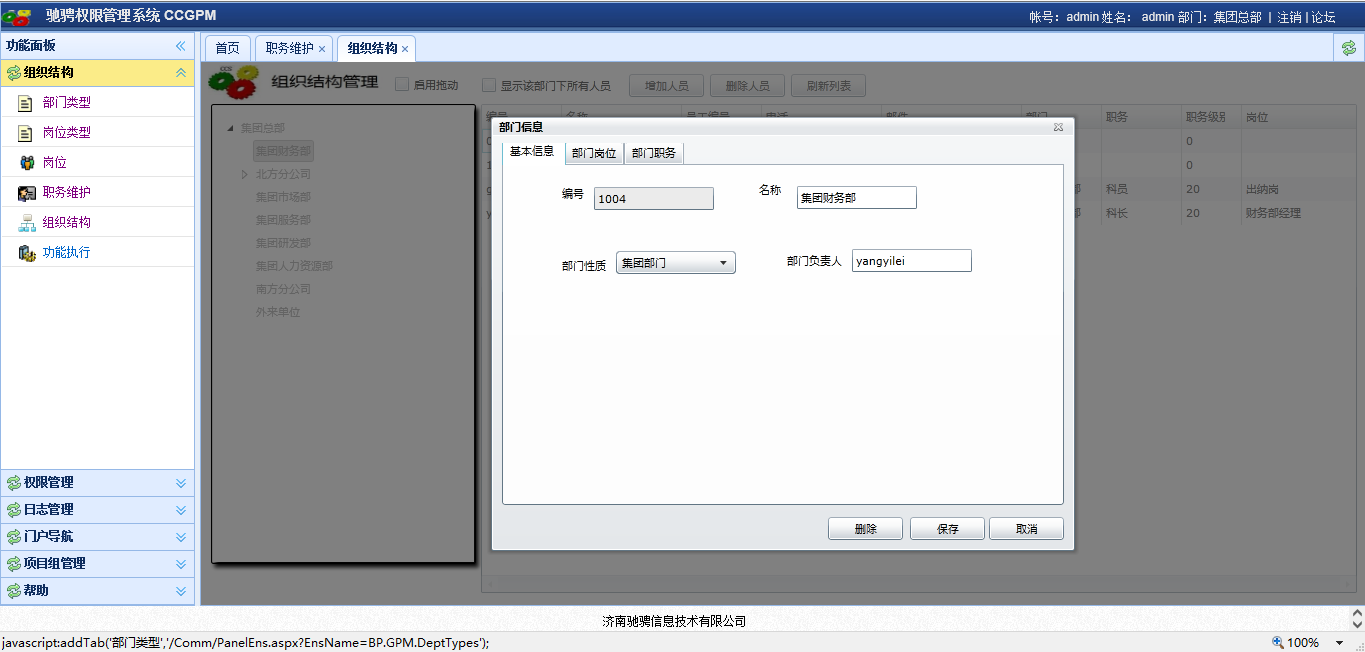 驰骋权限管理系统 CCGPM
帐号： admin 姓名： admin 部门： 集团总部 | 注销 | 论坛
功能面板
组织结构
部门类型
岗位类型
岗位
职务维护
组织结构
功能执行
权限管理
日志管理
门户导航
项目组管理
帮助
首页 职务维护 × 组织结构 ×
CCS
组织结构管理 启用拖动 显示该部门下所有人员 增加人员 删除人员 刷新列表
集团总部
集团财务部
北方分公司
集团市场部
集团服务部
集团研发部
集团人力资源部
南方分公司
外来单位
编号 名称 员工编号 电话 邮件 部门 职务 职务级别 岗位
0
0
科员 20 出纳岗
科长 20 财务部经理
部门信息
基本信息 部门岗位 部门职务
编号 1004 名称 集团财务部
部门性质 集团部门 部门负责人 yangyilei
删除 保存 取消
济南驰骋信息技术有限公司
javascript:addTab('部门类型','/Comm/PanelEns.aspx?EnsName=BP.GPM.DeptTypes');
100%